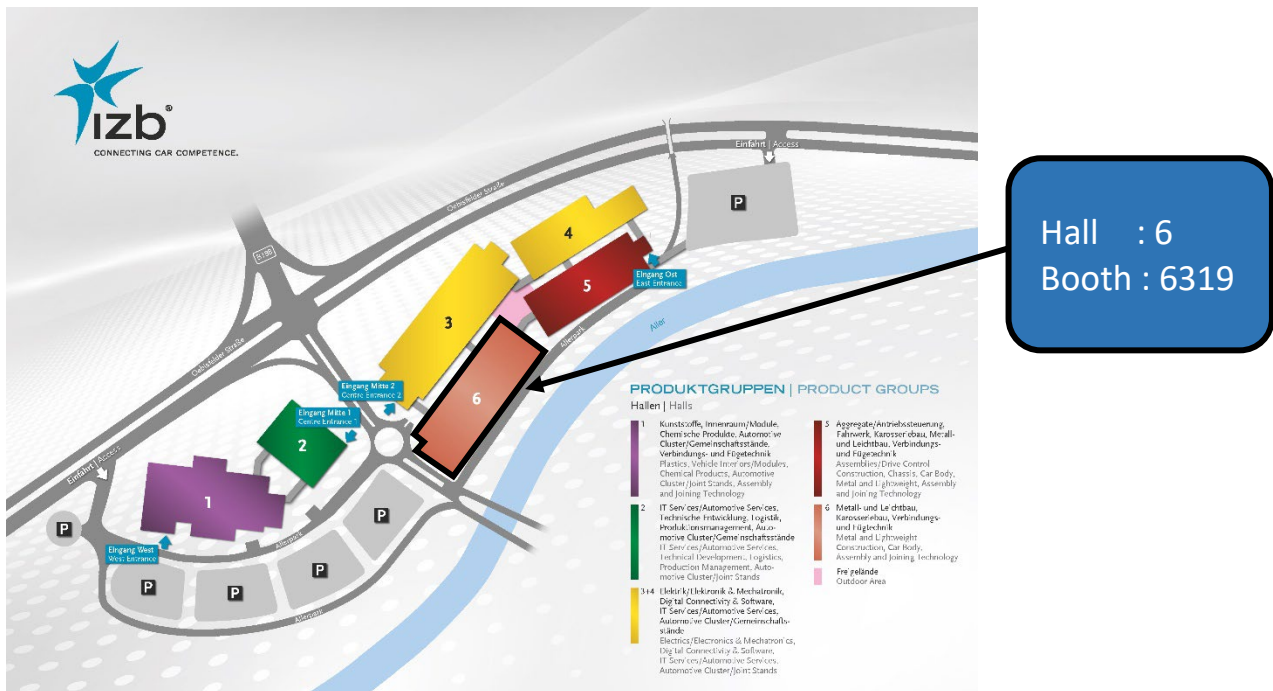 izb®
CONNECTING CAR COMPETENCE.
Einfahrt | Access
Oebisfelder Straße
B188
P
4
Eingang Ost
East Entrance
5
3
Aller
Allerpark
Hall : 6
Booth : 6319
Oebisfelder Straße
Eingang Mitte 2
Centre Entrance 2
6
Eingang Mitte 1
Centre Entrance 1
2
Einfahrt | Access
1
P
P
Allerpark
Eingang West
West Entrance
P
P
P
Allerpark
PRODUKTGRUPPEN | PRODUCT GROUPS
Hallen | Halls
1 Kunststoffe, Innenraum/Module,
Chemische Produkte, Automotive
Cluster/Gemeinschaftsstände,
Verbindungs- und Fügetechnik
Plastics, Vehicle Interiors/Modules,
Chemical Products, Automotive
Cluster/Joint Stands, Assembly
and Joining Technology
2 IT Services/Automotive Services,
Technische Entwicklung, Logistik,
Produktionsmanagement, Auto-
motive Cluster/Gemeinschaftsstände
IT Services/Automotive Services,
Technical Development, Logistics,
Production Management, Auto-
motive Cluster/Joint Stands
3+4 Elektrik/Elektronik & Mechatronik,
Digital Connectivity & Software,
IT Services/Automotive Services,
Automotive Cluster/Gemeinschafts-
stände
Electrics/Electronics & Mechatronics,
Digital Connectivity & Software,
IT Services/Automotive Services,
Automotive Cluster/Joint Stands
5 Aggregate/Antriebssteuerung,
Fahrwerk, Karosseriebau, Metall-
und Leichtbau, Verbindungs-
und Fügetechnik
Assemblies/Drive Control
Construction, Chassis, Car Body,
Metal and Lightweight, Assembly
and Joining Technology
6 Metall- und Leichtbau,
Karosseriebau, Verbindungs-
und Fügtechnik
Metal and Lightweight
Construction, Car Body,
Assembly and Joining Technology
Freigelände
Outdoor Area